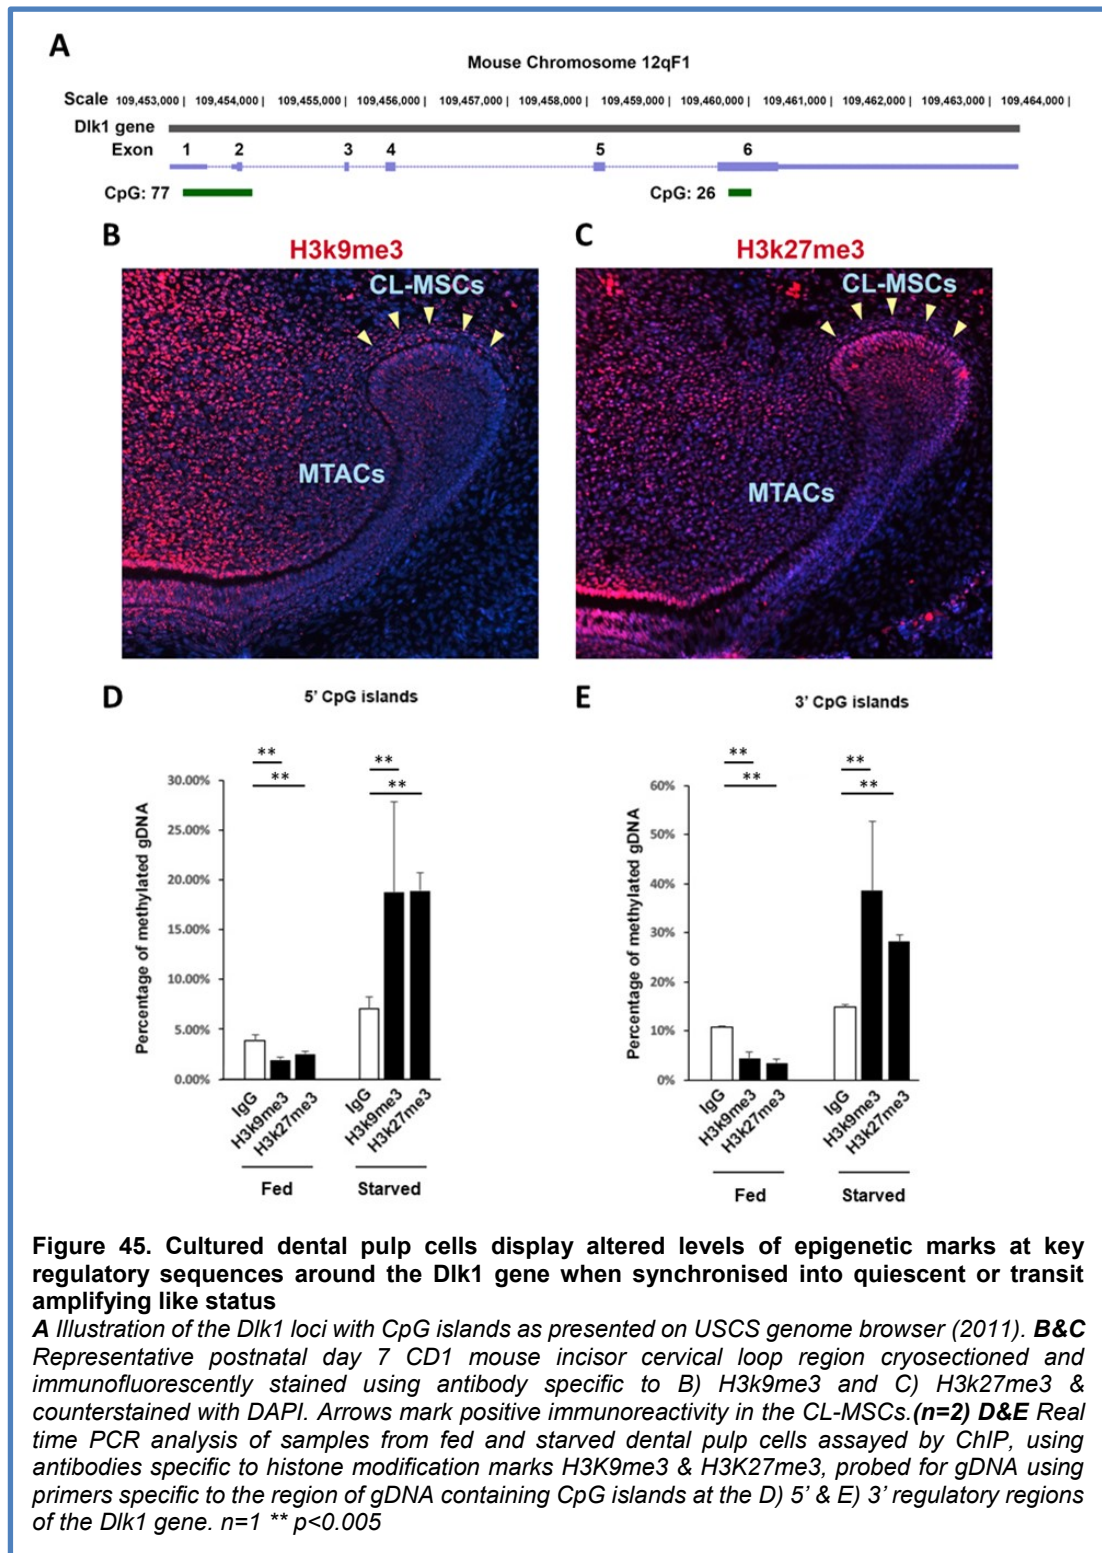 A
Mouse Chromosome 12qF1
Scale 109,453,000 | 109,454,000 | 109,455,000 | 109,456,000 | 109,457,000 | 109,458,000 | 109,459,000 | 109,460,000 | 109,461,000 | 109,462,000 | 109,463,000 | 109,464,000 |
Dlk1 gene
Exon 1 2 3 4 5 6
CpG: 77 CpG: 26
B C
H3k9me3 H3k27me3
CL-MSCs CL-MSCs
MTACs MTACs
D 5' CpG islands
** **
** **
Percentage of methylated gDNA
30.00%
25.00%
20.00%
15.00%
10.00%
5.00%
0.00%
IgG H3k9me3 H3k27me3 IgG H3k9me3 H3k27me3
Fed Starved
E 3' CpG islands
** **
** **
Percentage of methylated gDNA
60%
50%
40%
30%
20%
10%
0%
IgG H3k9me3 H3k27me3 IgG H3k9me3 H3k27me3
Fed Starved
Figure 45. Cultured dental pulp cells display altered levels of epigenetic marks at key
regulatory sequences around the Dlk1 gene when synchronised into quiescent or transit
amplifying like status
A Illustration of the Dlk1 loci with CpG islands as presented on USCS genome browser (2011). B&C
Representative postnatal day 7 CD1 mouse incisor cervical loop region cryosectioned and
immunofluorescently stained using antibody specific to B) H3k9me3 and C) H3k27me3 &
counterstained with DAPI. Arrows mark positive immunoreactivity in the CL-MSCs.(n=2) D&E Real
time PCR analysis of samples from fed and starved dental pulp cells assayed by ChIP, using
antibodies specific to histone modification marks H3K9me3 & H3K27me3, probed for gDNA using
primers specific to the region of gDNA containing CpG islands at the D) 5' & E) 3' regulatory regions
of the Dlk1 gene. n=1 ** p<0.005